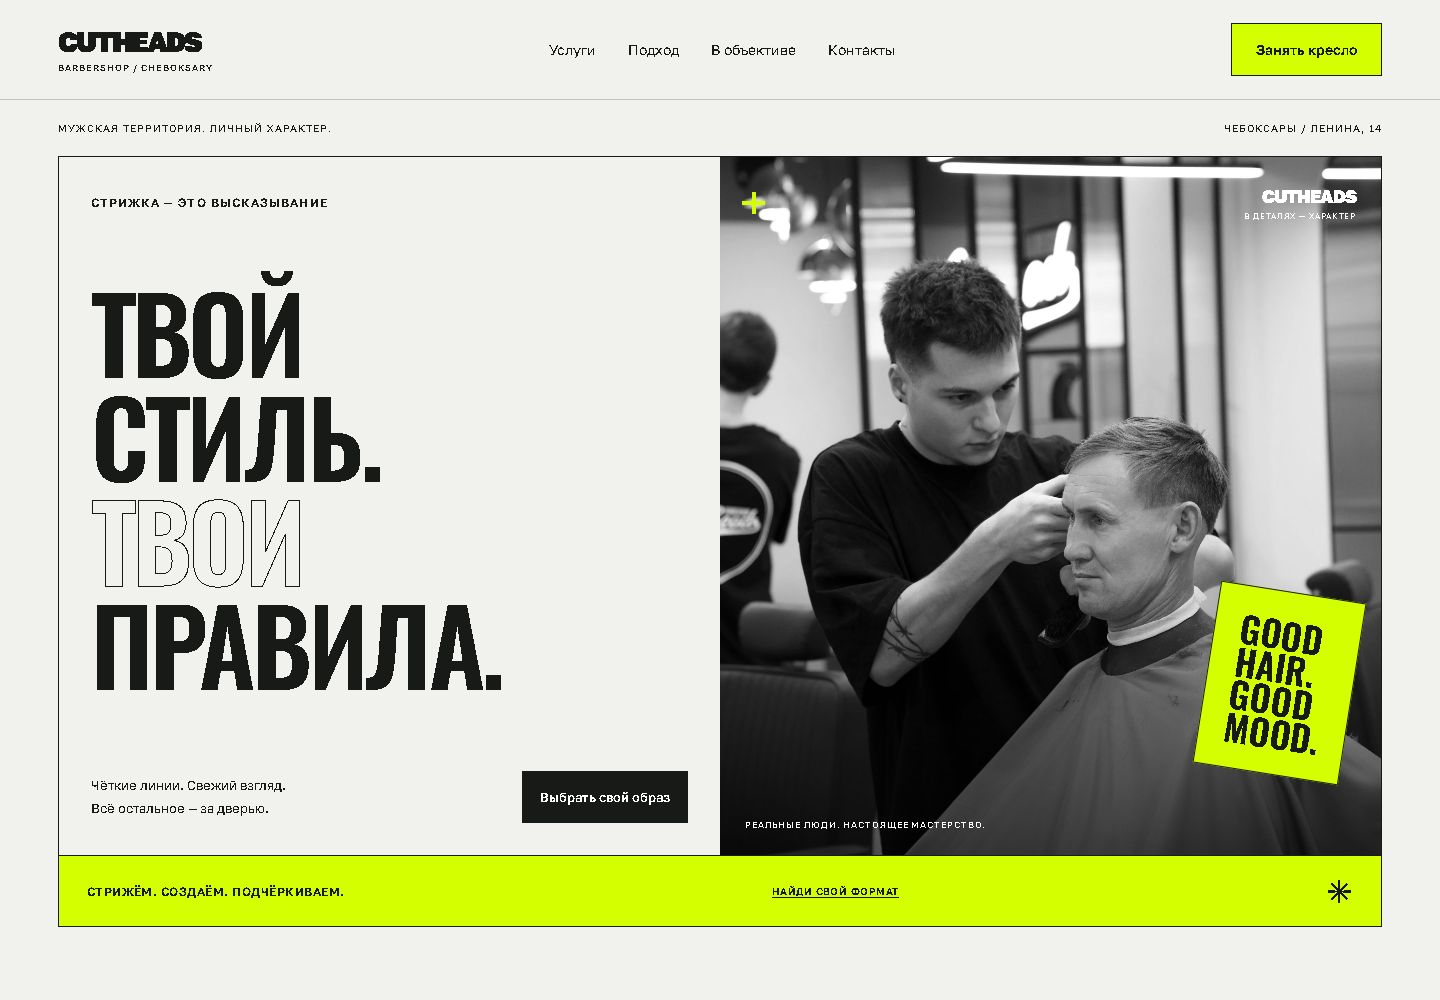 CUTHEADS
BARBERSHOP / CHEBOKSARY
Услуги
Подход
В объективе
Контакты
Занять кресло
МУЖСКАЯ ТЕРРИТОРИЯ. ЛИЧНЫЙ ХАРАКТЕР.
ЧЕБОКСАРЫ / ЛЕНИНА, 14
СТРИЖКА — ЭТО ВЫСКАЗЫВАНИЕ
ТВОЙ
СТИЛЬ.
ТВОИ
ПРАВИЛА.
Чёткие линии. Свежий взгляд.
Всё остальное — за дверью.
Выбрать свой образ
CUTHEADS
В ДЕТАЛЯХ — ХАРАКТЕР
GOOD
HAIR.
GOOD
MOOD.
РЕАЛЬНЫЕ ЛЮДИ. НАСТОЯЩЕЕ МАСТЕРСТВО.
СТРИЖЁМ. СОЗДАЁМ. ПОДЧЁРКИВАЕМ.
НАЙДИ СВОЙ ФОРМАТ